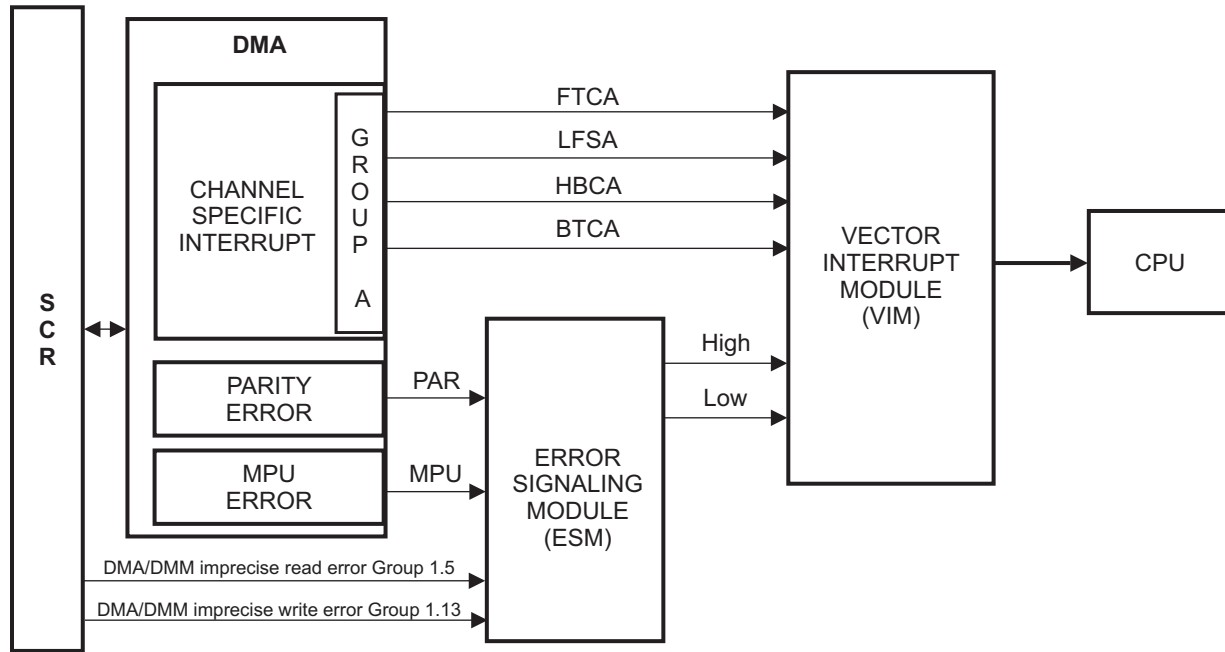 DMA
CHANNEL
SPECIFIC
INTERRUPT
GROUP A
FTCA
LFSA
HBCA
BTCA
VECTOR
INTERRUPT
MODULE
(VIM)
CPU
SCR
PARITY
ERROR
PAR
MPU
ERROR
MPU
ERROR
SIGNALING
MODULE
(ESM)
High
Low
DMA/DMM imprecise read error Group 1.5
DMA/DMM imprecise write error Group 1.13